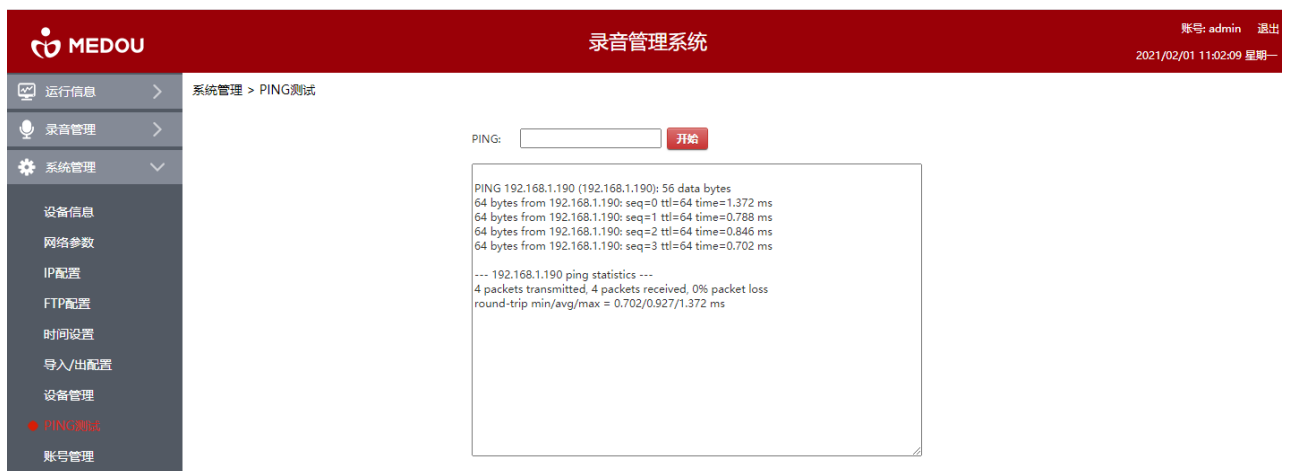 MEDOU
录音管理系统
账号: admin 退出
2021/02/01 11:02:09 星期一
运行信息
录音管理
系统管理
设备信息
网络参数
IP配置
FTP配置
时间设置
导入/出配置
设备管理
PING测试
账号管理
系统管理 > PING测试
PING: 开始
PING 192.168.1.190 (192.168.1.190): 56 data bytes
64 bytes from 192.168.1.190: seq=0 ttl=64 time=1.372 ms
64 bytes from 192.168.1.190: seq=1 ttl=64 time=0.788 ms
64 bytes from 192.168.1.190: seq=2 ttl=64 time=0.846 ms
64 bytes from 192.168.1.190: seq=3 ttl=64 time=0.702 ms
--- 192.168.1.190 ping statistics ---
4 packets transmitted, 4 packets received, 0% packet loss
round-trip min/avg/max = 0.702/0.927/1.372 ms